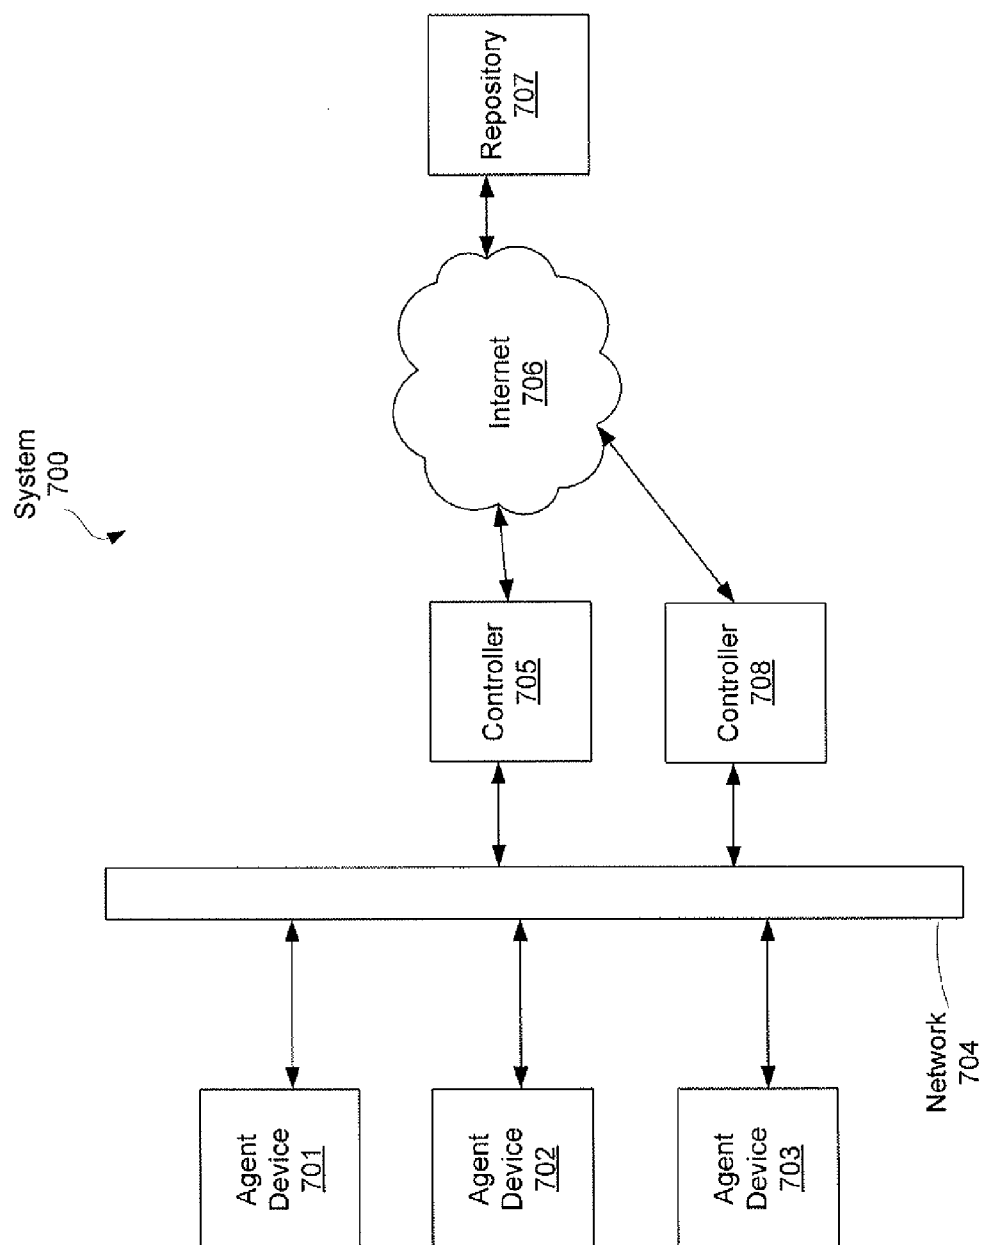 System
700
Repository
707
Internet
706
Controller
705
Controller
708
Agent
Device
701
Agent
Device
702
Agent
Device
703
Network
704